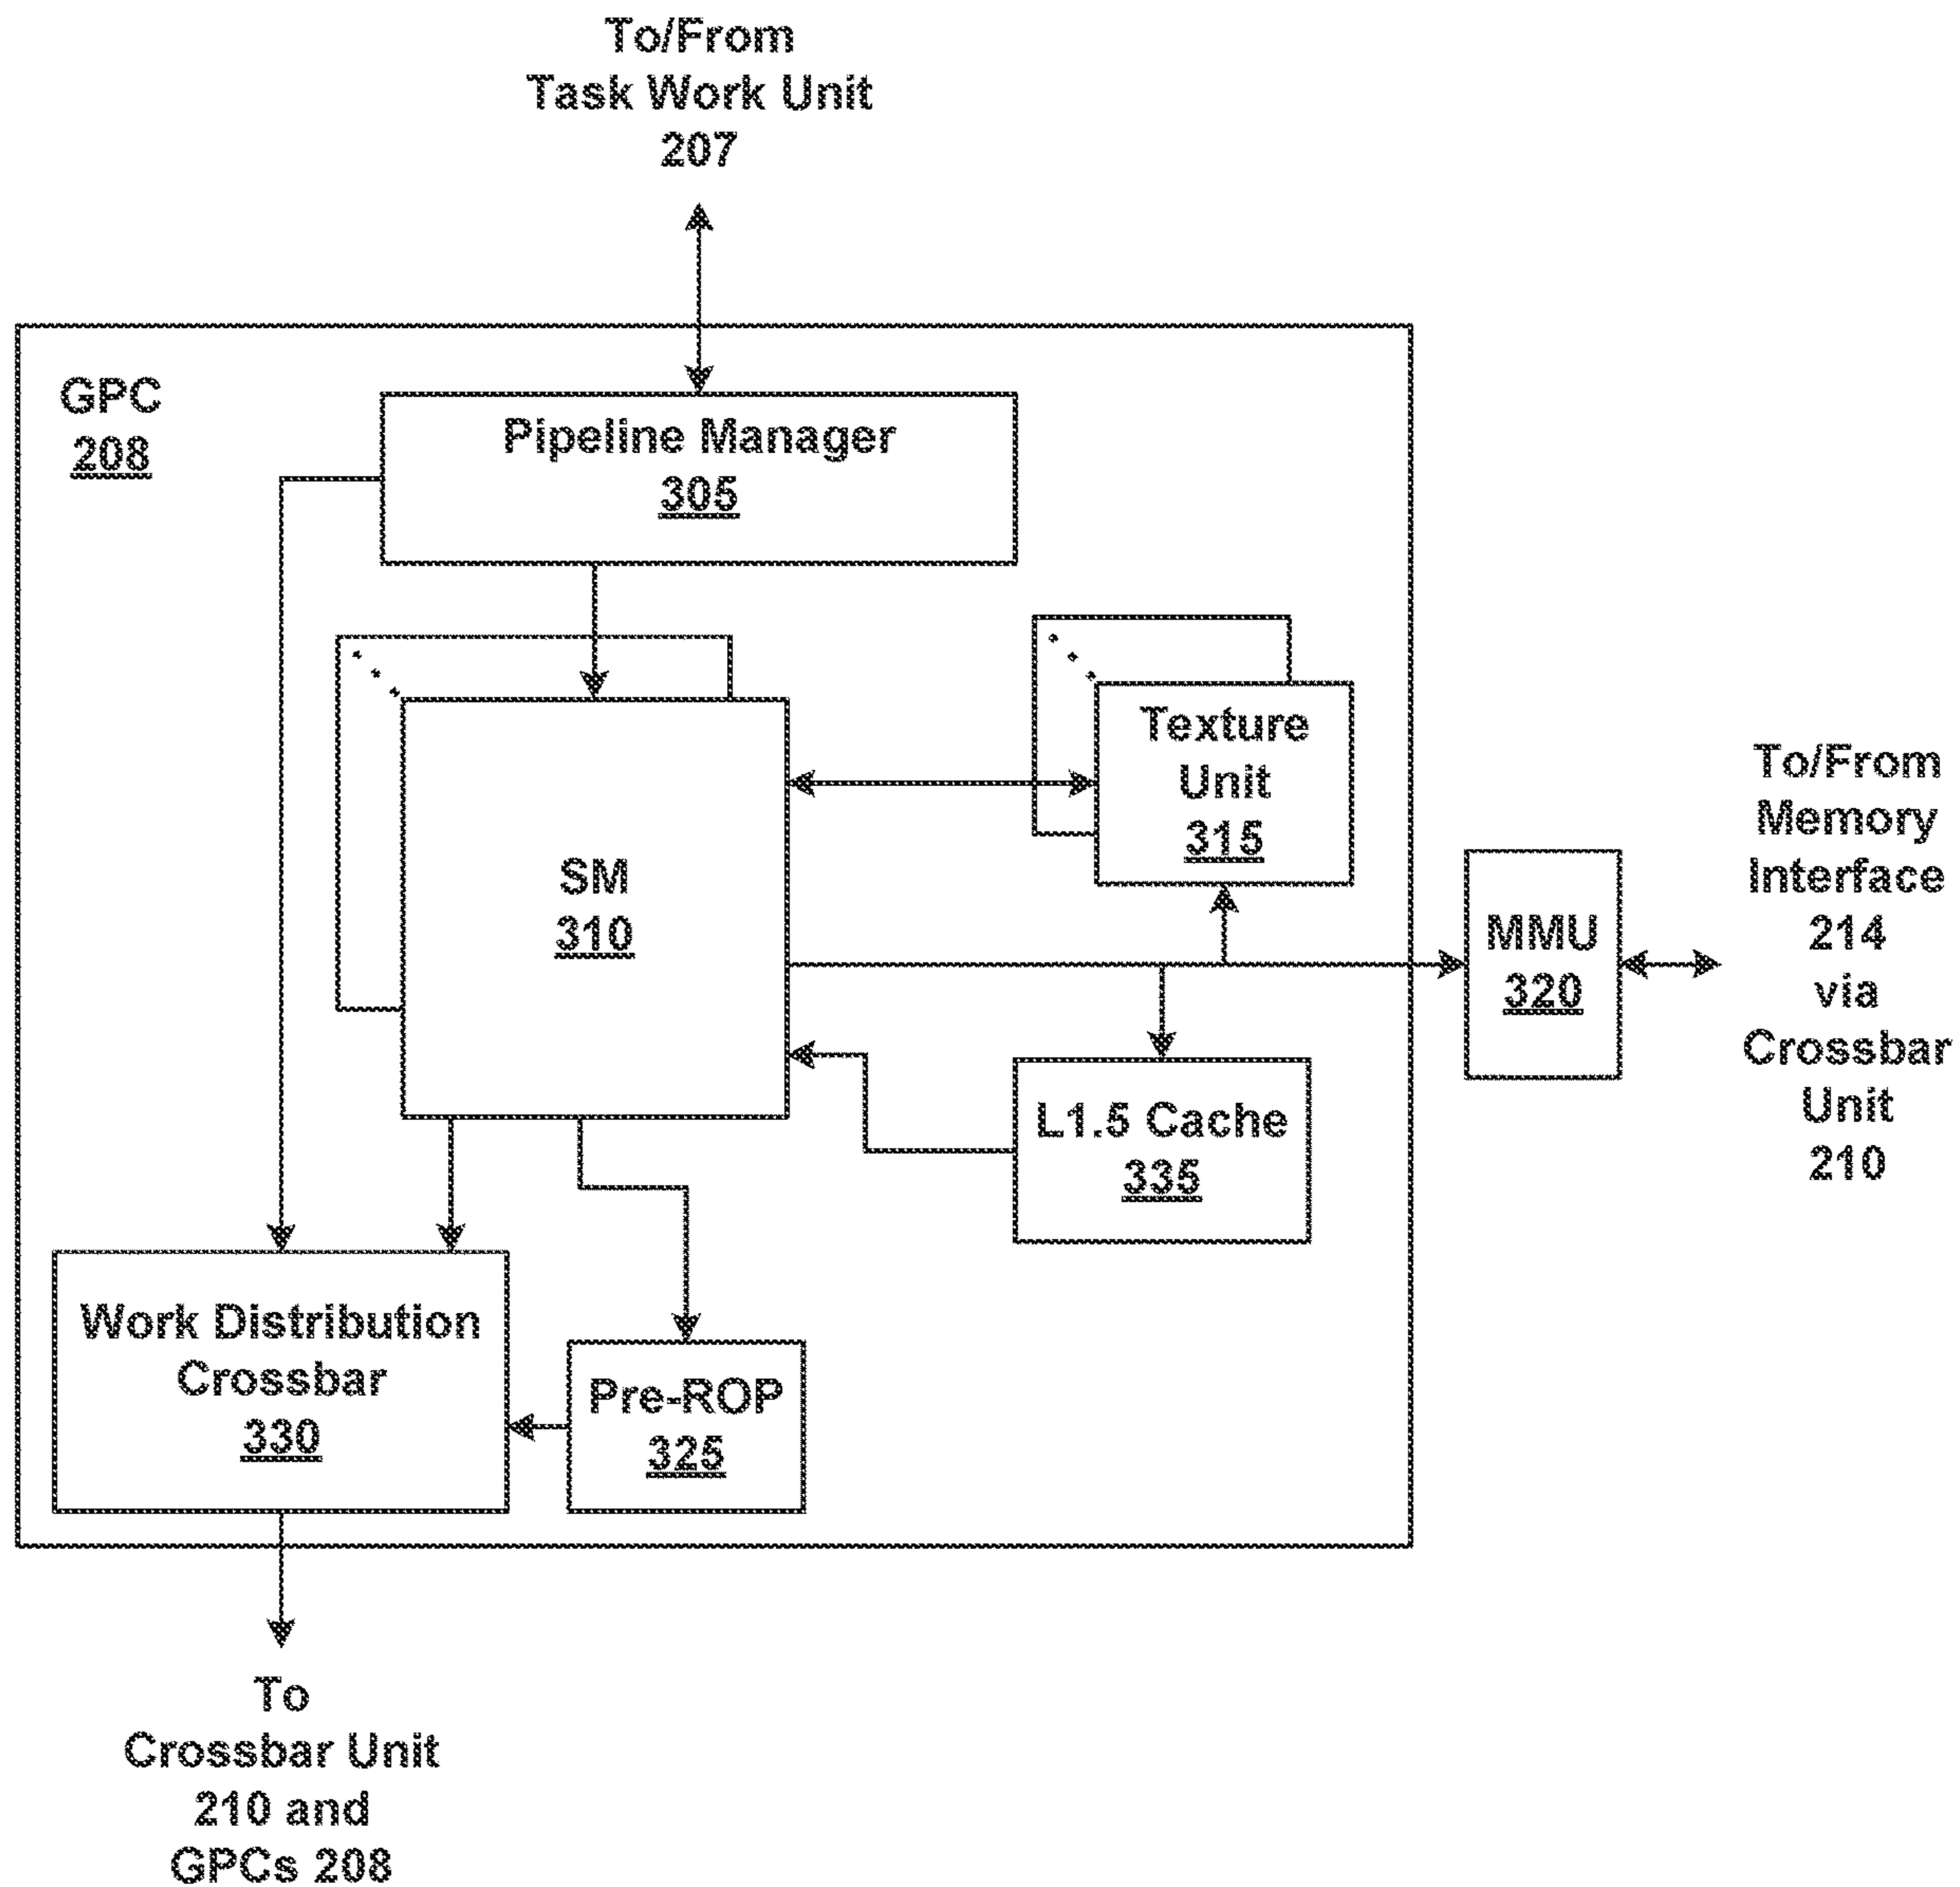 To/From
Task Work Unit
207
GPC
208
Pipeline Manager
305
Texture
Unit
315
SM
310
To/From
Memory
Interface
214
via
Crossbar
Unit
210
MMU
320
L1.5 Cache
335
Work Distribution
Crossbar
330
Pre-ROP
325
To
Crossbar Unit
210 and
GPCs 208